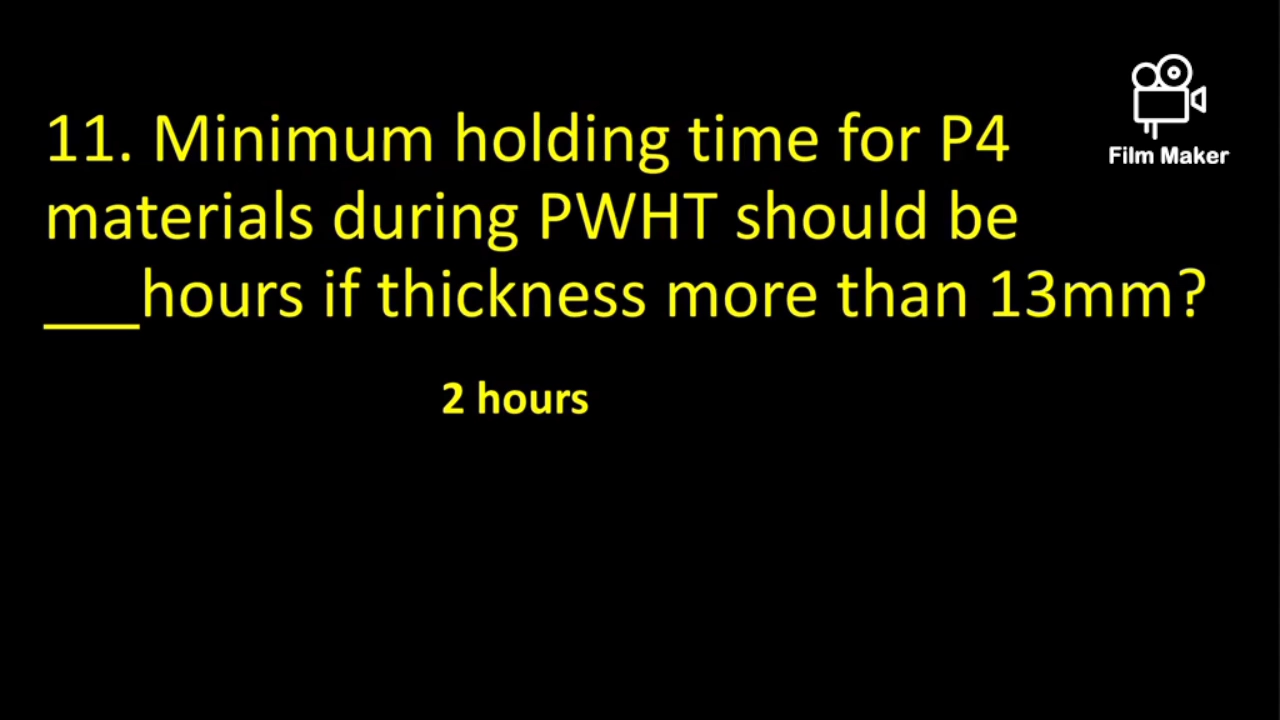 11. Minimum holding time for P4
materials during PWHT should be
___hours if thickness more than 13mm?
2 hours
Film Maker